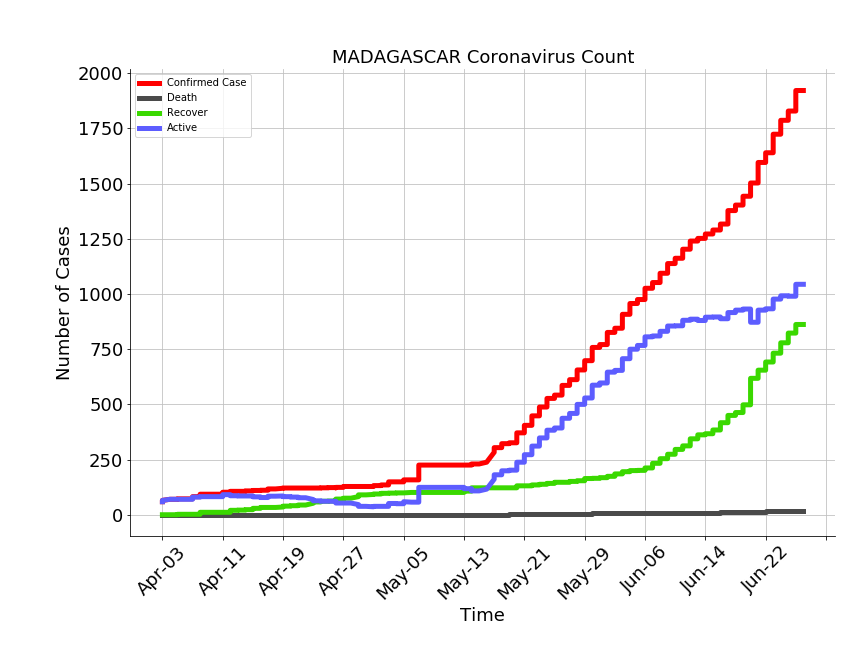 MADAGASCAR Coronavirus Count
Confirmed Case
Death
Recover
Active
Number of Cases
2000
1750
1500
1250
1000
750
500
250
0
Apr-03 Apr-11 Apr-19 Apr-27 May-05 May-13 May-21 May-29 Jun-06 Jun-14 Jun-22
Time